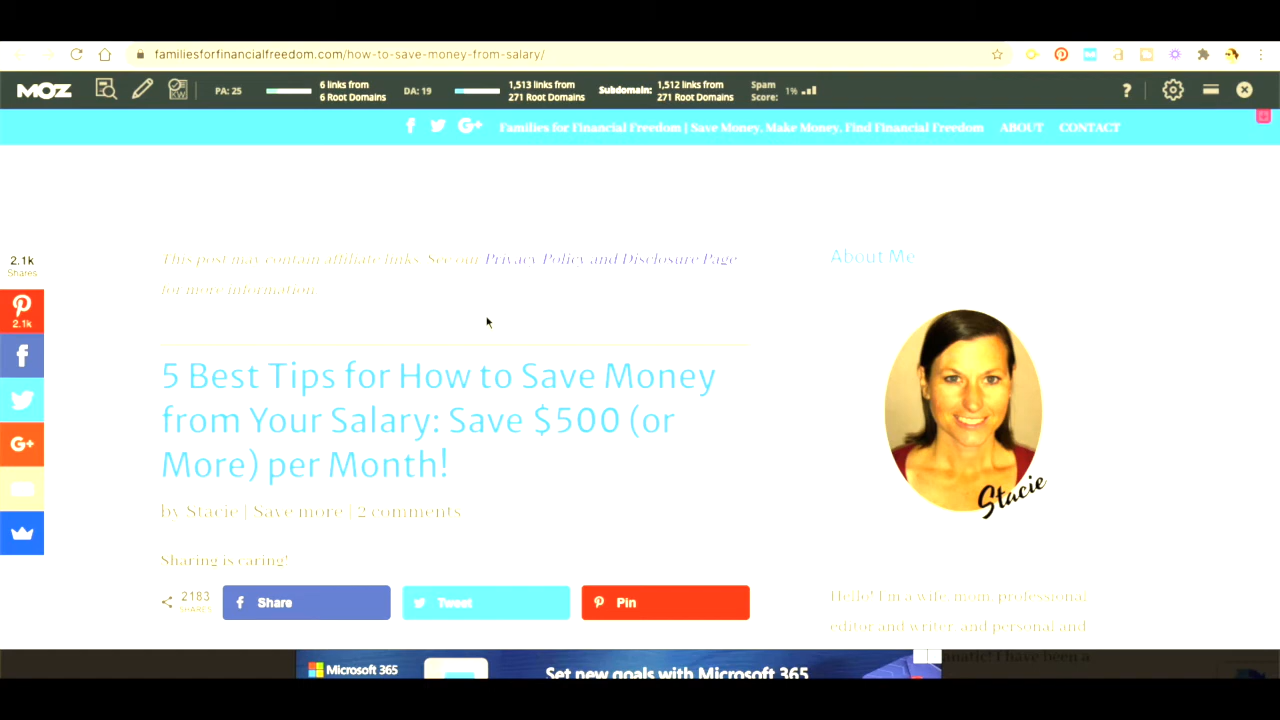 familiesforfinancialfreedom.com/how-to-save-money-from-salary/
MOZ
PA: 25
6 links from
6 Root Domains
DA: 19
1,513 links from
271 Root Domains
Subdomain:
1,512 links from
271 Root Domains
Spam
Score:
1%
?
Families for Financial Freedom | Save Money, Make Money, Find Financial Freedom
ABOUT
CONTACT
2.1k
Shares
2.1k
This post may contain affiliate links. See our Privacy Policy and Disclosure Page
for more information.
5 Best Tips for How to Save Money
from Your Salary: Save $500 (or
More) per Month!
by Stacie | Save more | 2 comments
Sharing is caring!
2183
SHARES
Share
Tweet
Pin
About Me
Stacie
Hello! I'm a wife, mom, professional
editor and writer, and personal and
anatic! I have been a
Microsoft 365
Set new goals with Microsoft 365